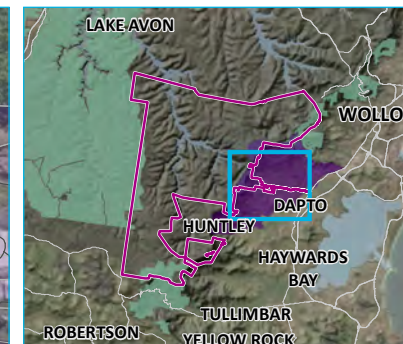 LAKE AVON
WOLLO
DAPTO
HUNTLEY
HAYWARDS
BAY
TULLIMBAR
ROBERTSON
YELLOW ROCK